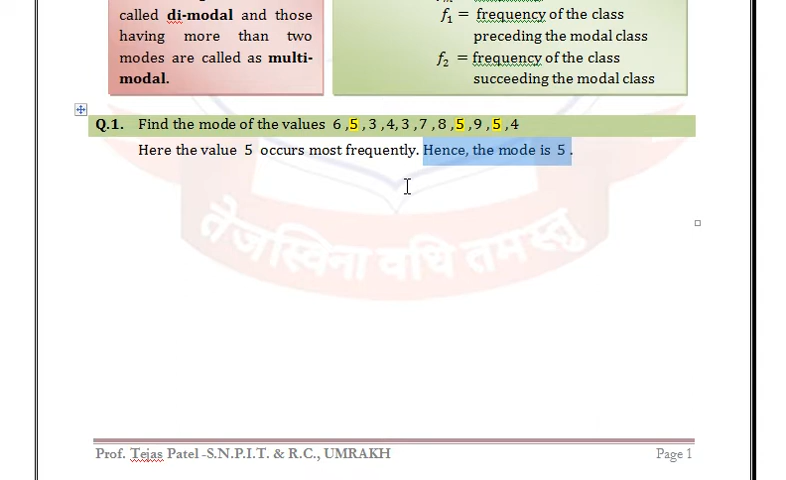 called di-modal and those
having more than two
modes are called as multi-
modal.
f₁ = frequency of the class
preceding the modal class
f₂ = frequency of the class
succeeding the modal class
Q.1. Find the mode of the values 6 ,5 ,3 ,4 ,3 ,7 ,8 ,5 ,9 ,5 ,4
Here the value 5 occurs most frequently. Hence, the mode is 5 .
तेजस्विना वधि तमस्तु
Prof. Tejas Patel -S.N.P.I.T. & R.C., UMRAKH
Page 1